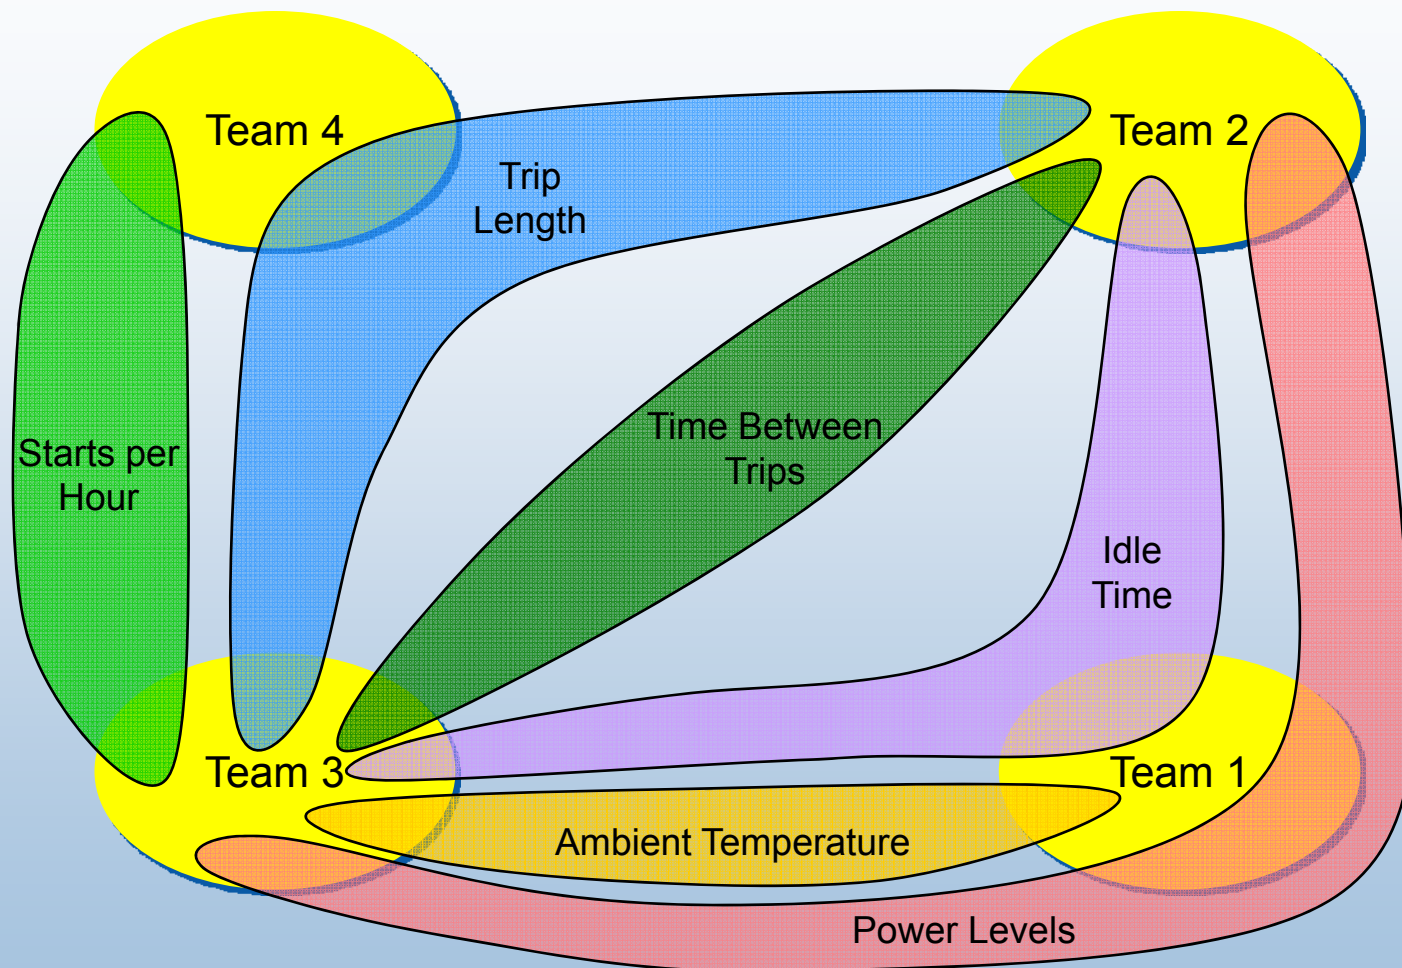 Team 4
Team 2
Trip
Length
Time Between
Trips
Starts per
Hour
Idle
Time
Team 3
Team 1
Ambient Temperature
Power Levels